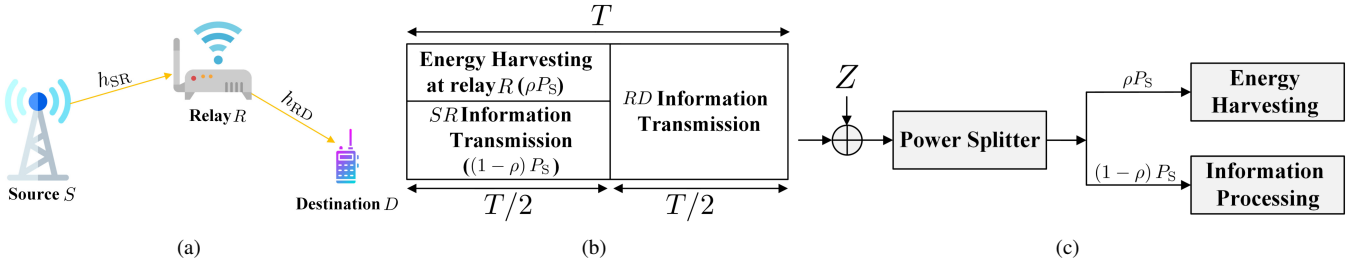 h_SR
h_RD
Relay R
Source S
Destination D
(a)
T
Energy Harvesting
at relay R (ρP_S)
SR Information
Transmission
((1 − ρ) P_S)
RD Information
Transmission
T/2
T/2
(b)
Z
Power Splitter
ρP_S
(1 − ρ) P_S
Energy
Harvesting
Information
Processing
(c)